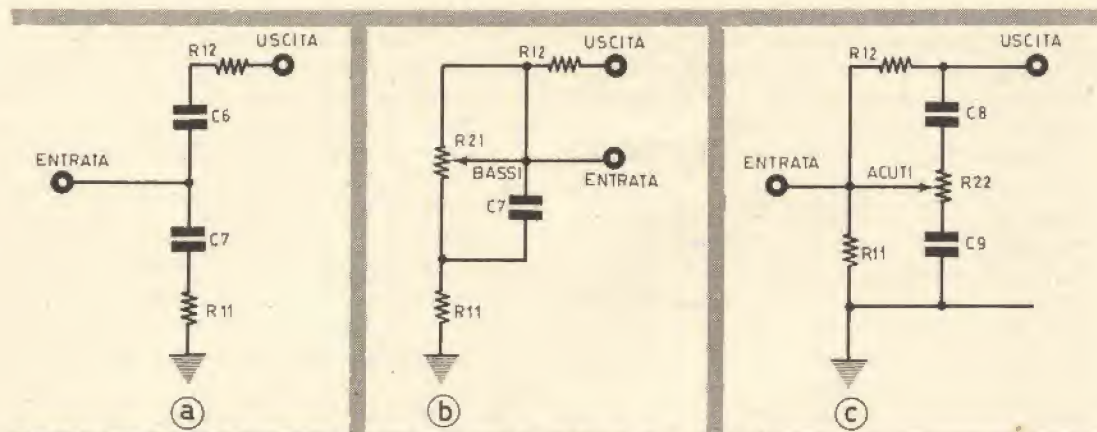 R12
USCITA
C6
ENTRATA
C7
R11
a
R12
USCITA
R21
BASSI
ENTRATA
C7
R11
b
R12
USCITA
C8
ENTRATA
ACUTI
R22
R11
C9
c